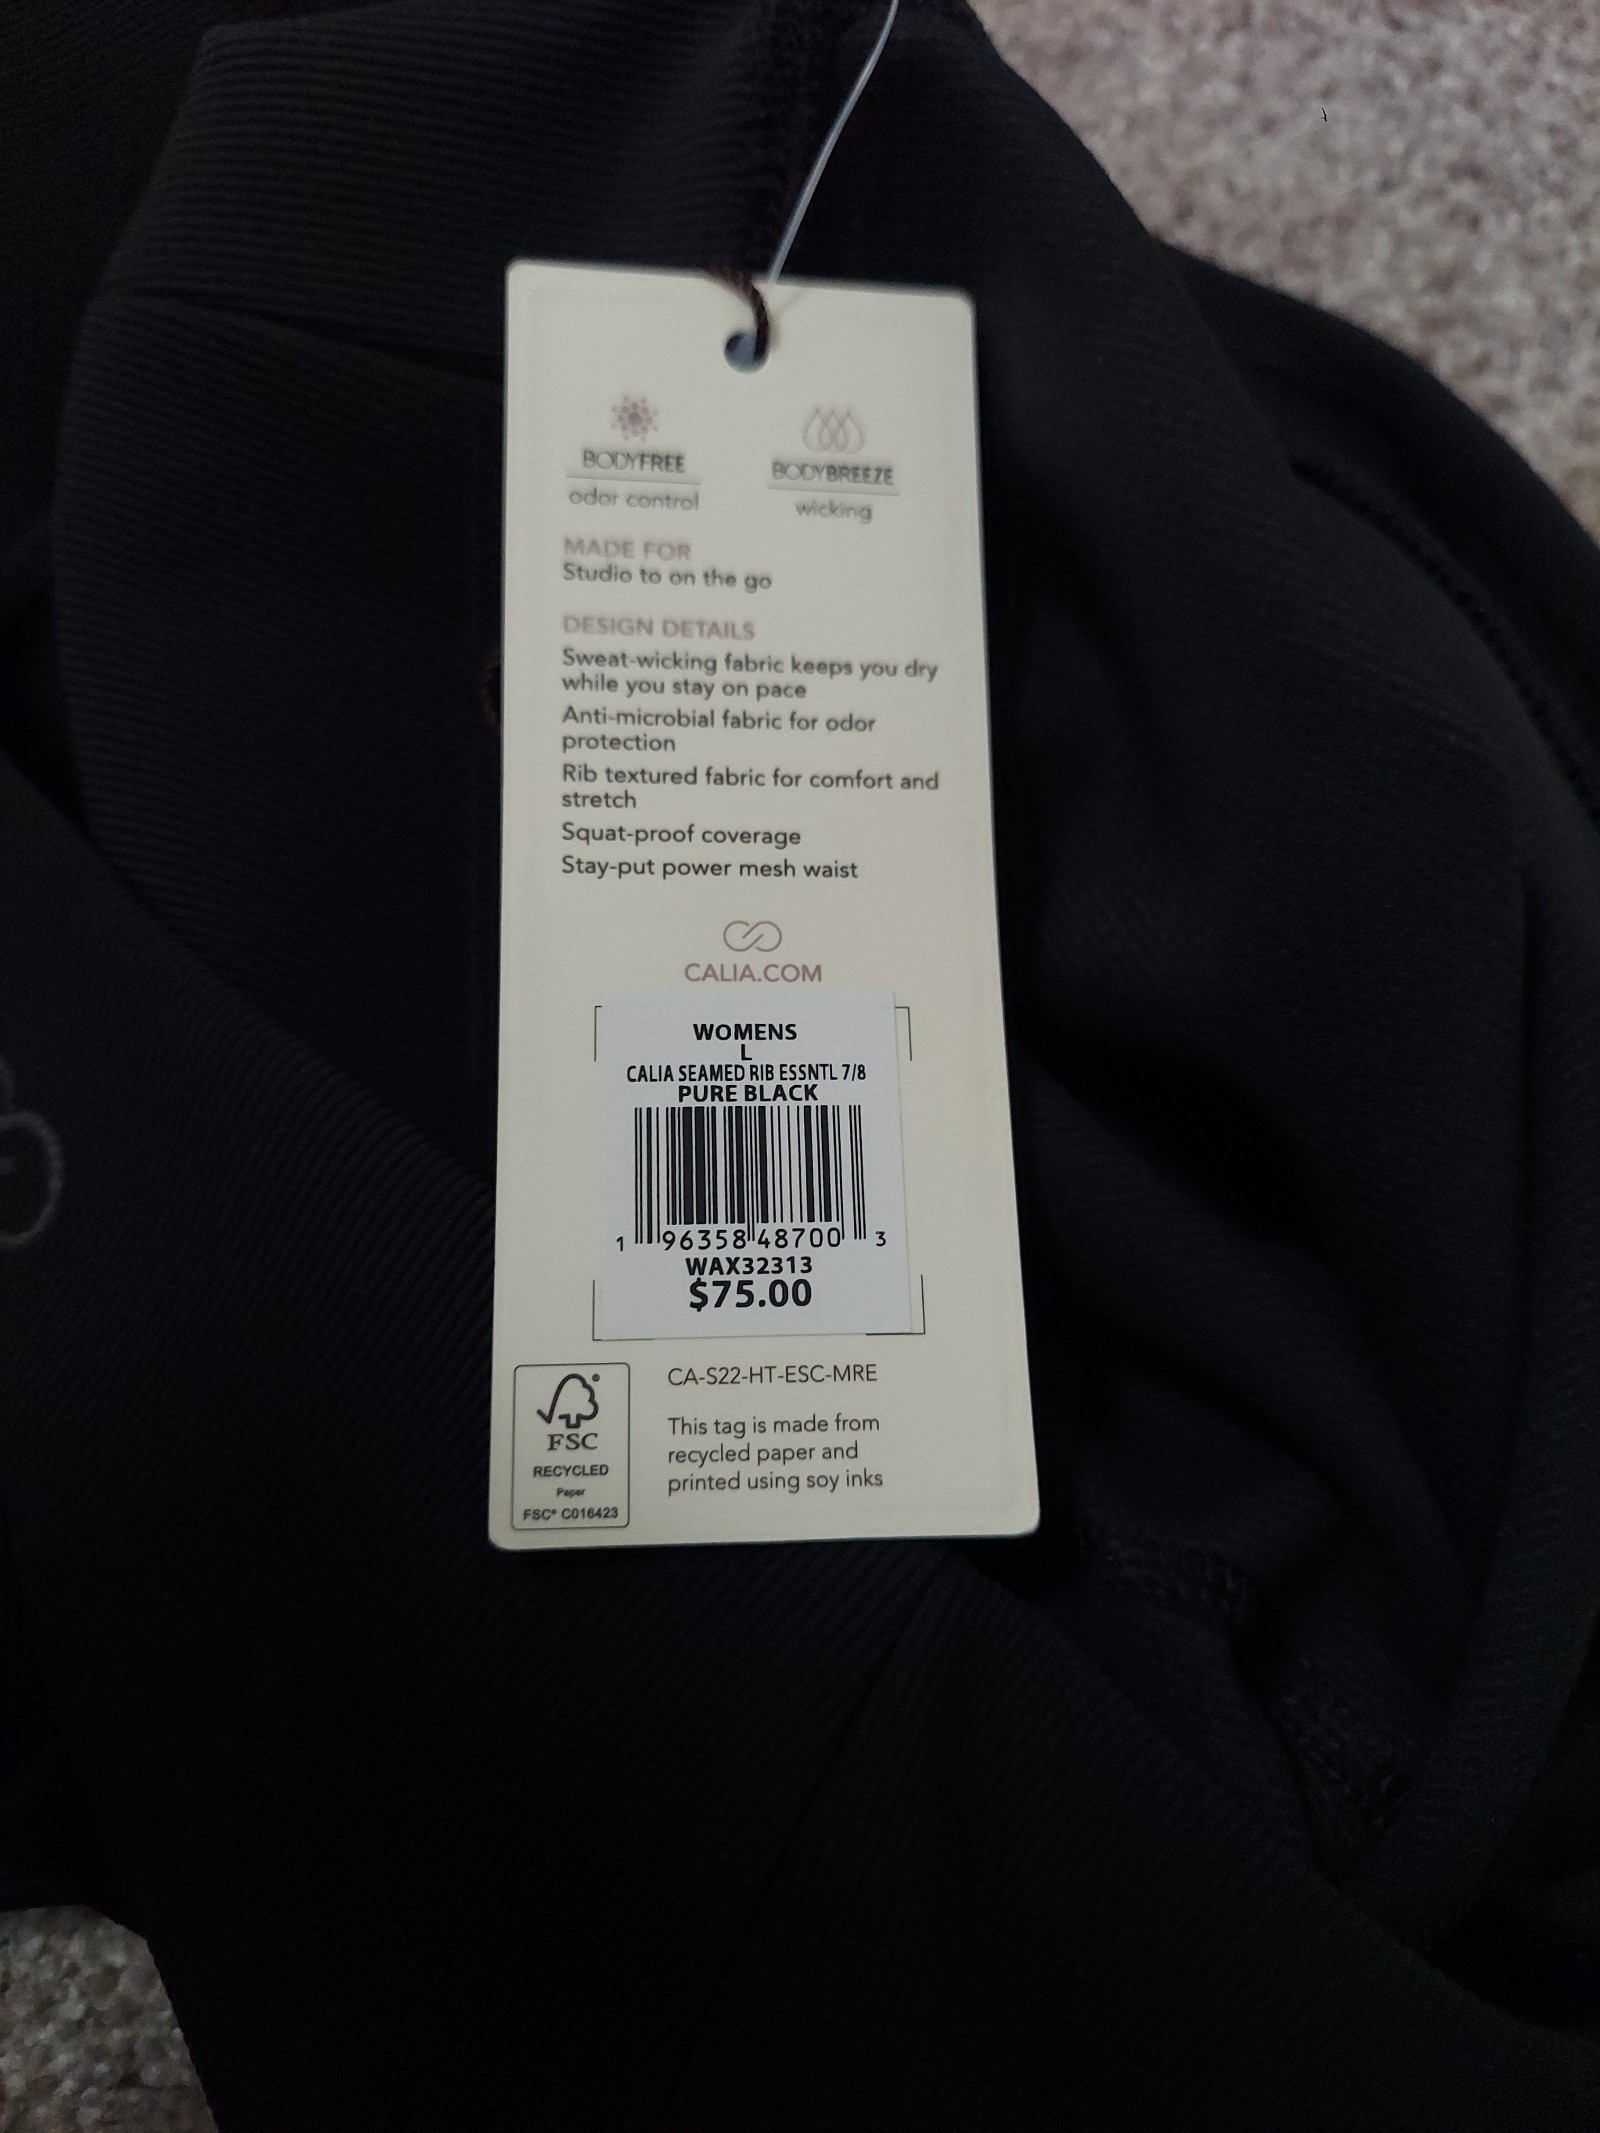 BODYFREE
odor control
BODYBREEZE
wicking
MADE FOR
Studio to on the go
DESIGN DETAILS
Sweat-wicking fabric keeps you dry
while you stay on pace
Anti-microbial fabric for odor
protection
Rib textured fabric for comfort and
stretch
Squat-proof coverage
Stay-put power mesh waist
CALIA.COM
WOMENS
L
CALIA SEAMED RIB ESSNTL 7/8
PURE BLACK
1 96358 48700 3
WAX32313
$75.00
FSC
RECYCLED
Paper
FSC® C016423
CA-S22-HT-ESC-MRE
This tag is made from
recycled paper and
printed using soy inks